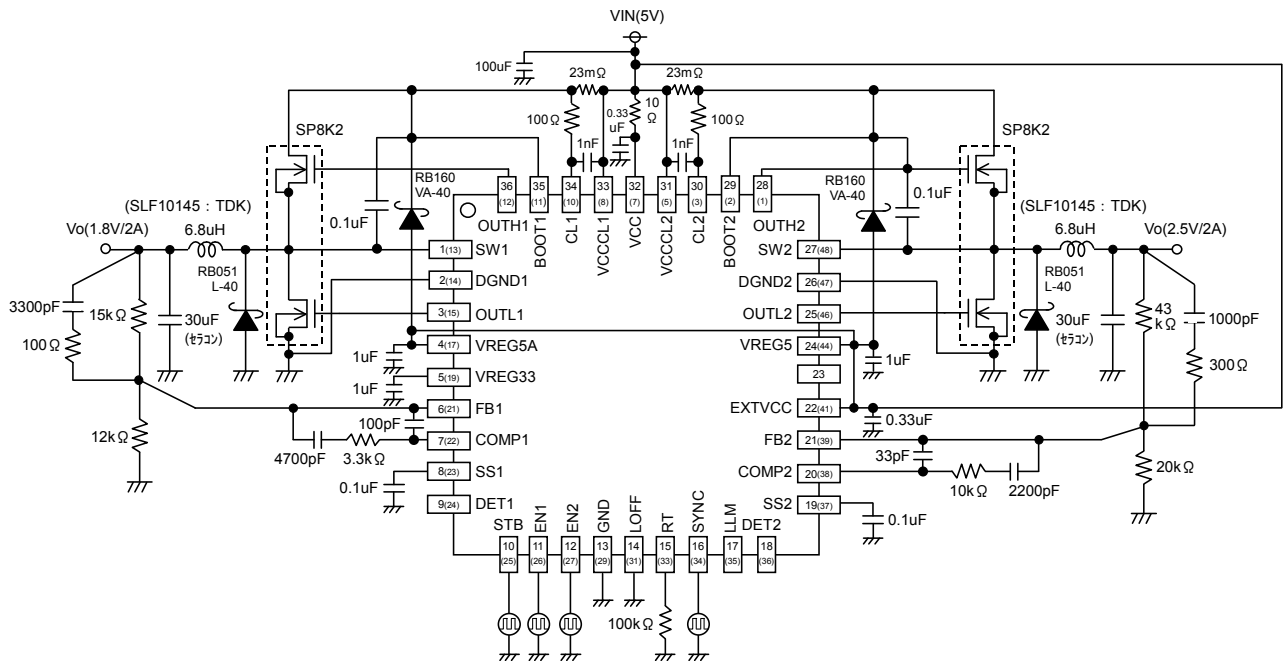 VIN(5V)
100uF
23mΩ
23mΩ
SP8K2
100Ω
0.33
uF
10
Ω
100Ω
SP8K2
1nF
1nF
RB160
VA-40
RB160
VA-40
0.1uF
0.1uF
36
(12)
35
(11)
34
(10)
33
(8)
32
(7)
31
(5)
30
(3)
29
(2)
28
(1)
OUTH1
BOOT1
CL1
VCCCL1
VCC
VCCCL2
CL2
BOOT2
OUTH2
(SLF10145：TDK)
(SLF10145：TDK)
Vo(1.8V/2A)
6.8uH
6.8uH
Vo(2.5V/2A)
1(13)
SW1
SW2
27(48)
RB051
L-40
RB051
L-40
2(14)
DGND1
DGND2
26(47)
3300pF
15kΩ
30uF
(セラコン)
3(15)
OUTL1
OUTL2
25(46)
30uF
(セラコン)
43
kΩ
1000pF
100Ω
1uF
4(17)
VREG5A
VREG5
24(44)
1uF
300Ω
1uF
5(19)
VREG33
23
6(21)
FB1
EXTVCC
22(41)
0.33uF
12kΩ
100pF
4700pF
3.3kΩ
7(22)
COMP1
FB2
21(39)
33pF
8(23)
SS1
COMP2
20(38)
10kΩ
2200pF
20kΩ
0.1uF
9(24)
DET1
SS2
19(37)
0.1uF
STB
EN1
EN2
GND
LOFF
RT
SYNC
LLM
DET2
10
(25)
11
(26)
12
(27)
13
(29)
14
(31)
15
(33)
16
(34)
17
(35)
18
(36)
100kΩ